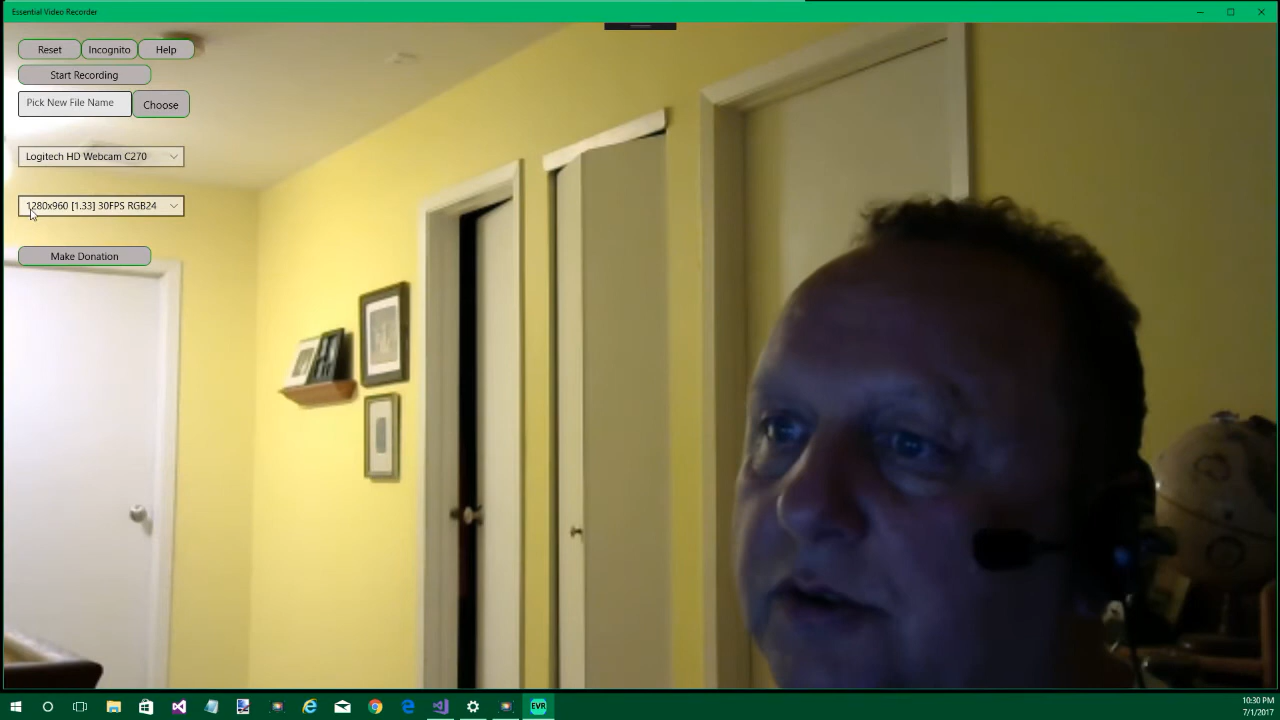 Essential Video Recorder
Reset Incognito Help
Start Recording
Pick New File Name Choose
Logitech HD Webcam C270
1280x960 [1.33] 30FPS RGB24
Make Donation
EVR
10:30 PM
7/1/2017